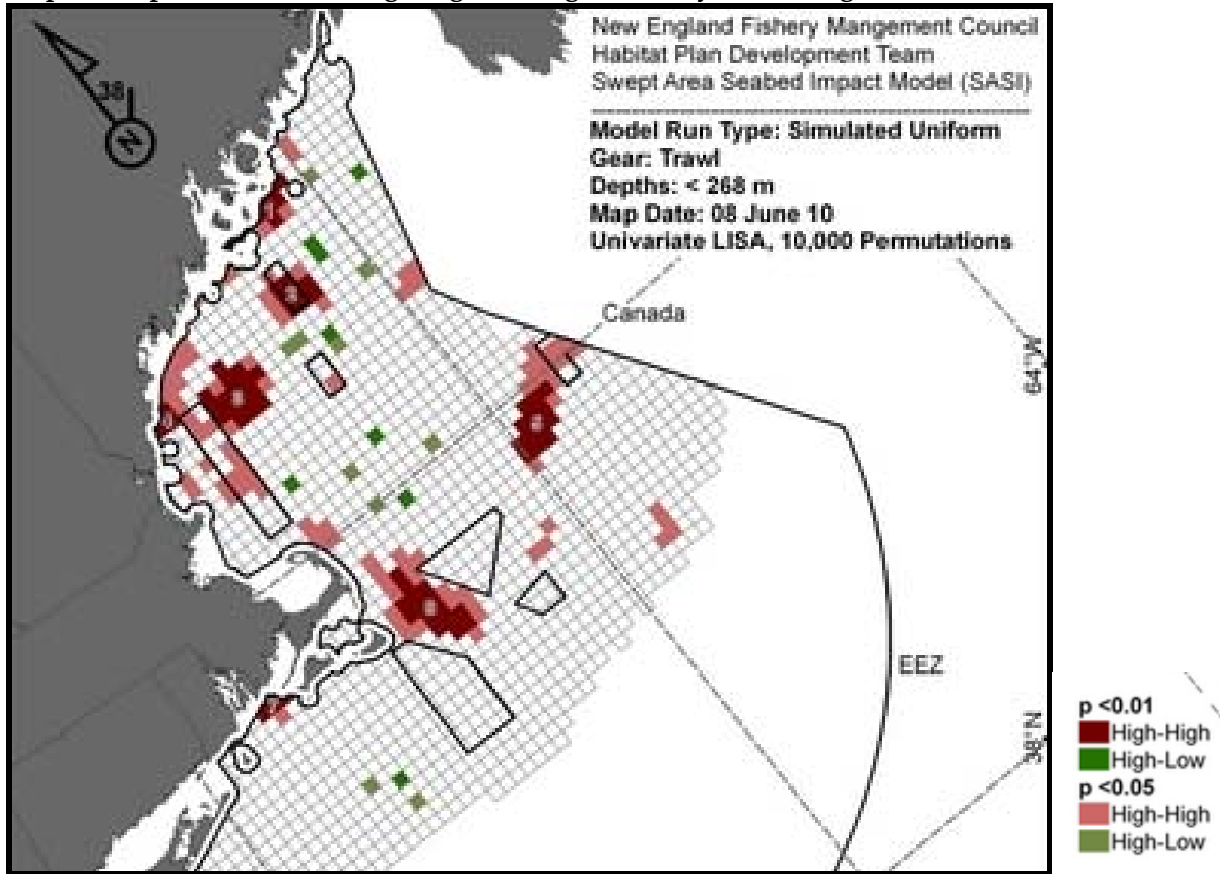 New England Fishery Mangement Council
Habitat Plan Development Team
Swept Area Seabed Impact Model (SASI)
Model Run Type: Simulated Uniform
Gear: Trawl
Depths: < 268 m
Map Date: 08 June 10
Univariate LISA, 10,000 Permutations
38
N
Canada
64°W
EEZ
38°N
p <0.01
High-High
High-Low
p <0.05
High-High
High-Low